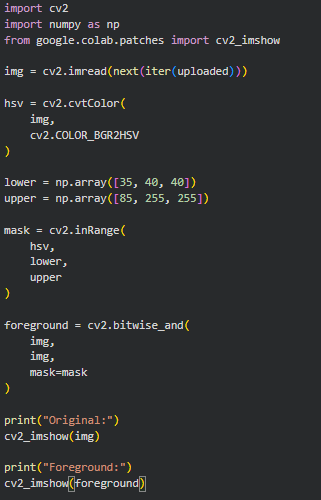 import cv2
import numpy as np
from google.colab.patches import cv2_imshow

img = cv2.imread(next(iter(uploaded)))

hsv = cv2.cvtColor(
    img,
    cv2.COLOR_BGR2HSV
)

lower = np.array([35, 40, 40])
upper = np.array([85, 255, 255])

mask = cv2.inRange(
    hsv,
    lower,
    upper
)

foreground = cv2.bitwise_and(
    img,
    img,
    mask=mask
)

print("Original:")
cv2_imshow(img)

print("Foreground:")
cv2_imshow(foreground)